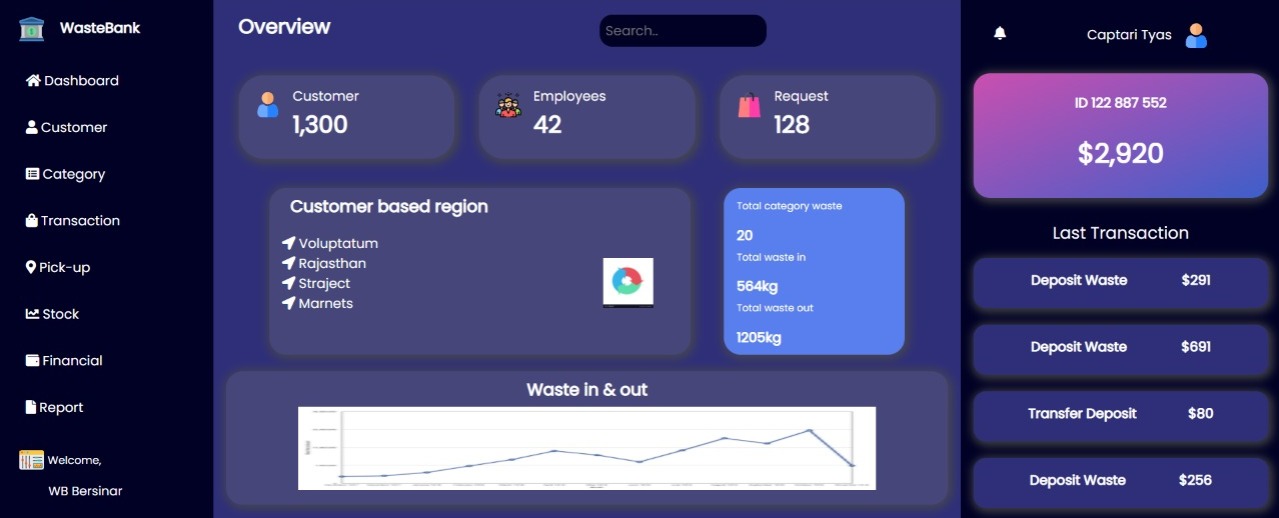 WasteBank
Dashboard
Customer
Category
Transaction
Pick-up
Stock
Financial
Report
Welcome,
WB Bersinar
Overview
Search..
Customer
1,300
Employees
42
Request
128
Customer based region
Voluptatum
Rajasthan
Straject
Marnets
Total category waste
20
Total waste in
564kg
Total waste out
1205kg
Waste in & out
Captari Tyas
ID 122 887 552
$2,920
Last Transaction
Deposit Waste $291
Deposit Waste $691
Transfer Deposit $80
Deposit Waste $256